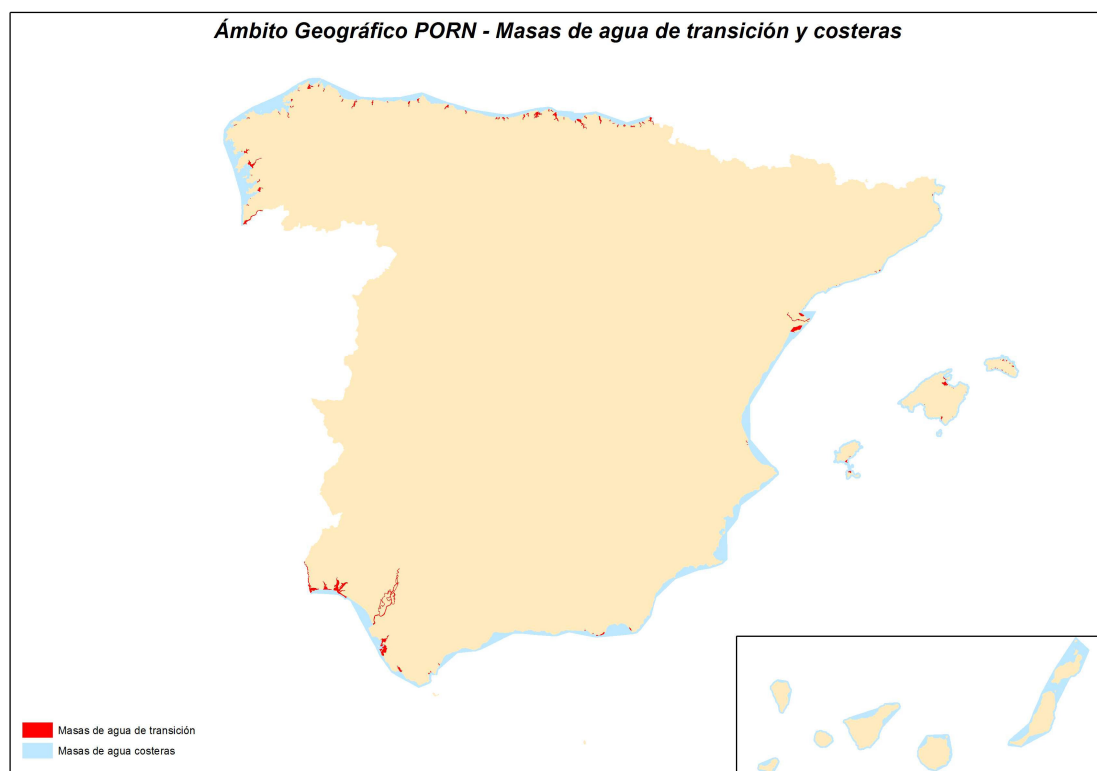 Ámbito Geográfico PORN - Masas de agua de transición y costeras
Masas de agua de transición
Masas de agua costeras